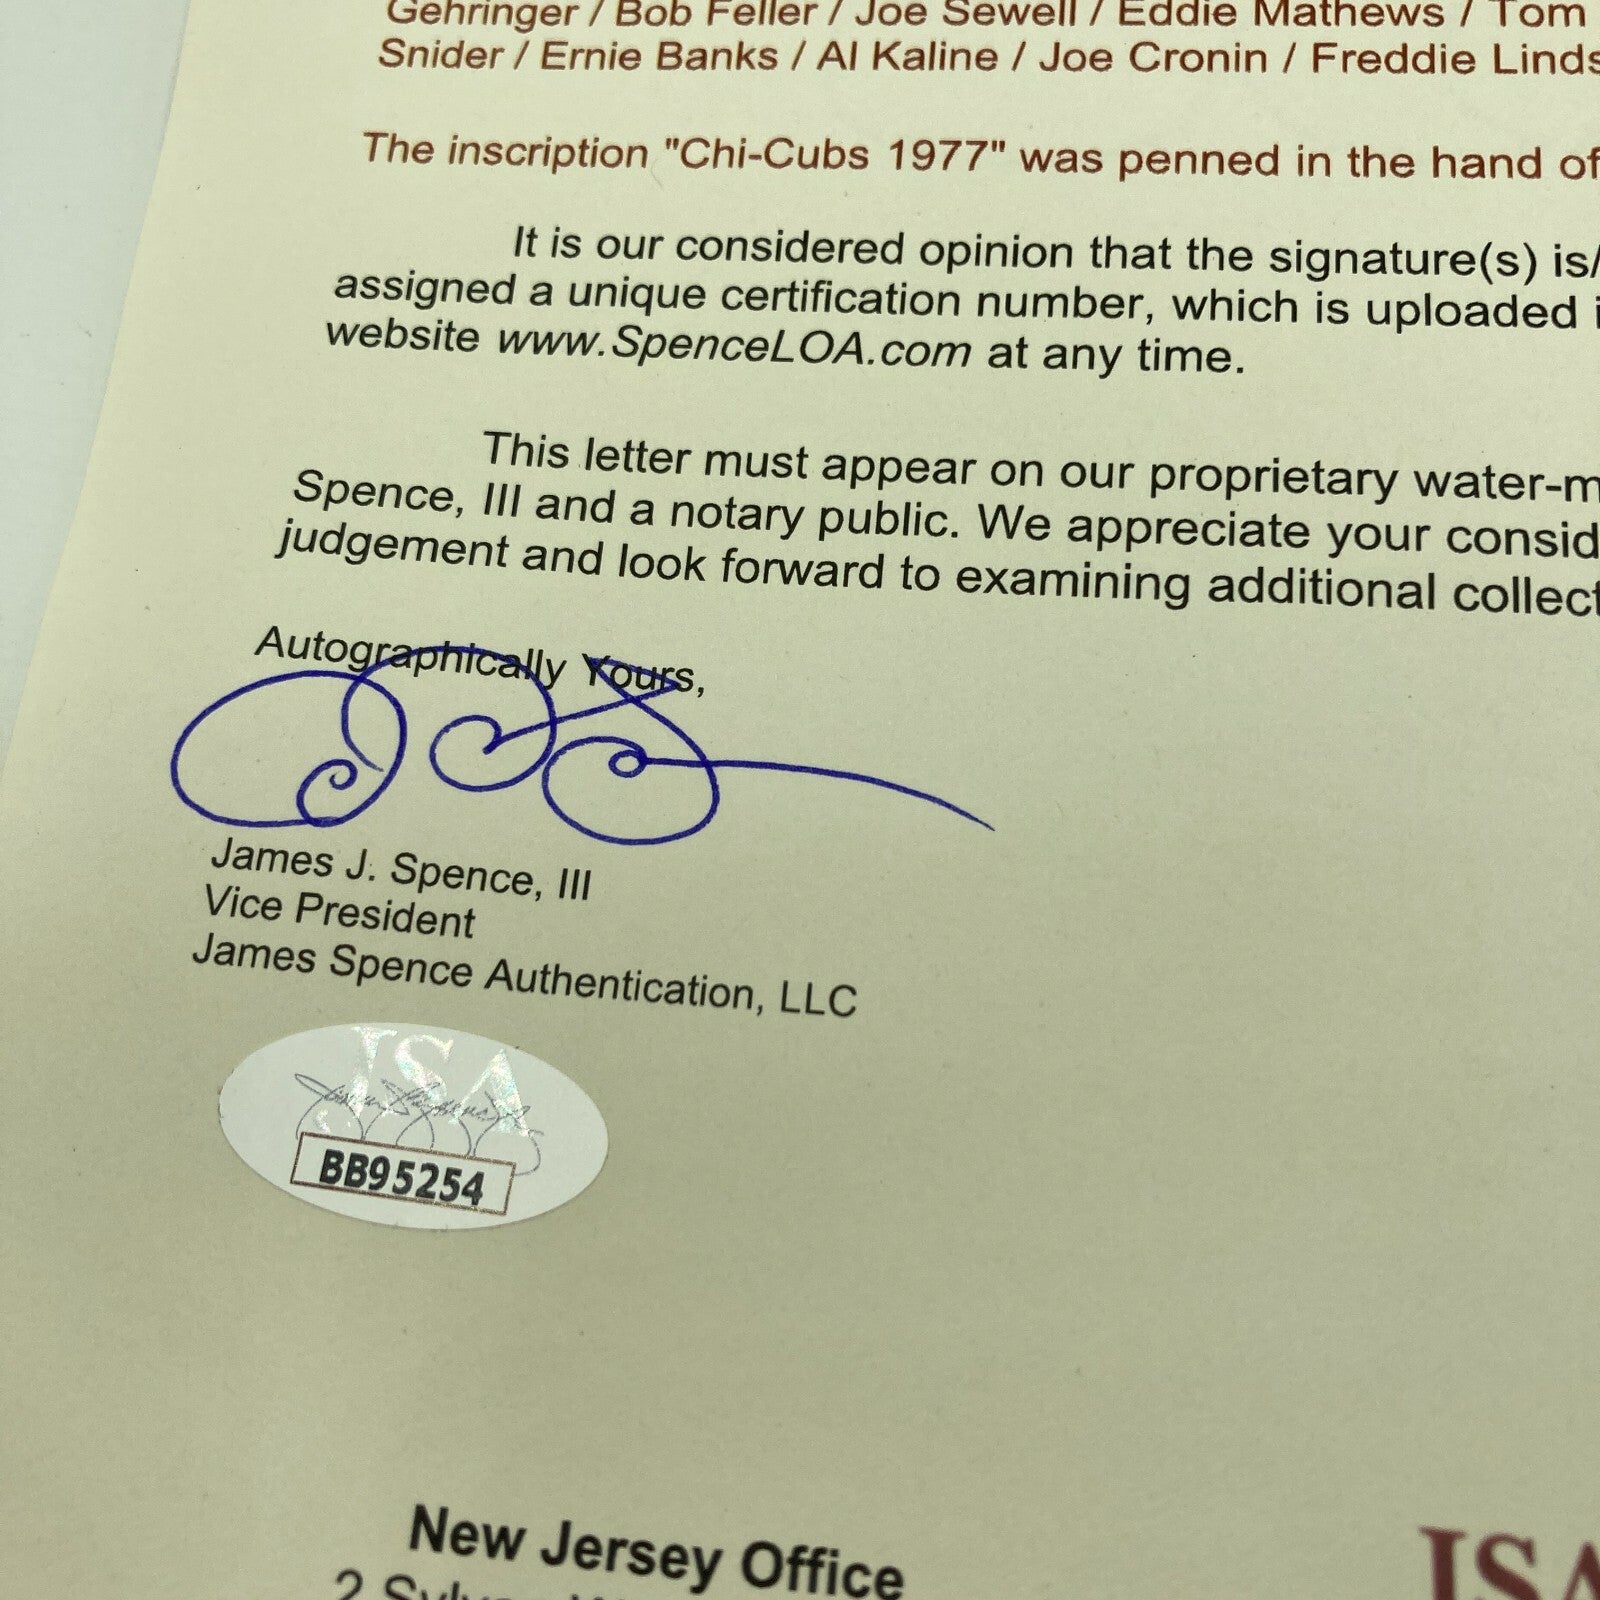 Gehringer / Bob Feller / Joe Sewell / Eddie Mathews / Tom
Snider / Ernie Banks / Al Kaline / Joe Cronin / Freddie Linds
The inscription "Chi-Cubs 1977" was penned in the hand of
It is our considered opinion that the signature(s) is/
assigned a unique certification number, which is uploaded i
website www.SpenceLOA.com at any time.
This letter must appear on our proprietary water-m
Spence, III and a notary public. We appreciate your consid
judgement and look forward to examining additional collect
Autographically Yours,
James J. Spence, III
Vice President
James Spence Authentication, LLC
JSA
BB95254
New Jersey Office
2
JSA